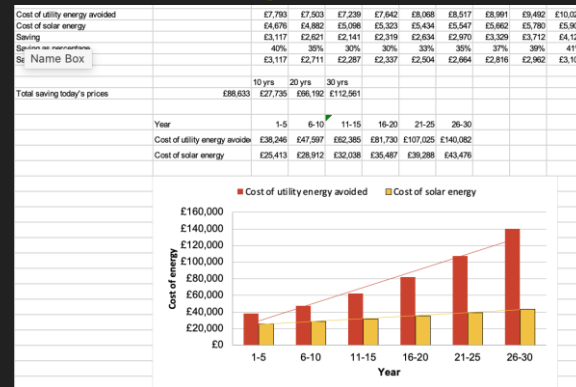 Cost of utility energy avoided £7,793 £7,503 £7,239 £7,642 £8,068 £8,517 £8,991 £9,492
Cost of solar energy £4,676 £4,882 £5,098 £5,323 £5,434 £5,547 £5,662 £5,780
Saving £3,117 £2,621 £2,141 £2,319 £2,634 £2,970 £3,329 £3,712
40% 35% 30% 30% 33% 35% 37% 39%
Name Box £3,117 £2,711 £2,287 £2,337 £2,504 £2,664 £2,816 £2,962
10 yrs 20 yrs 30 yrs
Total saving today's prices £88,633 £27,735 £66,192 £112,561
Year 1-5 6-10 11-15 16-20 21-25 26-30
Cost of utility energy avoide £38,246 £47,597 £62,385 £81,730 £107,025 £140,082
Cost of solar energy £25,413 £28,912 £32,038 £35,487 £39,288 £43,476
Cost of utility energy avoided Cost of solar energy
£160,000
£140,000
£120,000
£100,000
£80,000
£60,000
£40,000
£20,000
£0
Cost of energy
1-5 6-10 11-15 16-20 21-25 26-30
Year